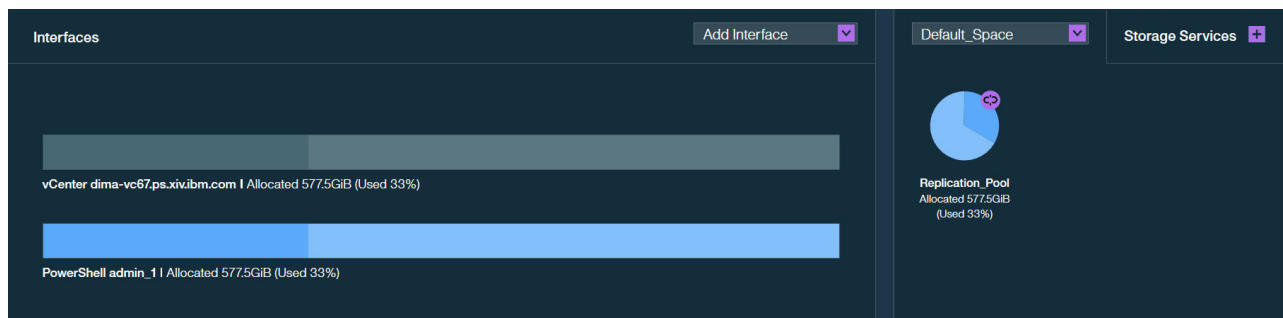 Interfaces
Add Interface
vCenter dima-vc67.ps.xiv.ibm.com I Allocated 577.5GiB (Used 33%)
PowerShell admin_1 I Allocated 577.5GiB (Used 33%)
Default_Space
Storage Services +
Replication_Pool
Allocated 577.5GiB
(Used 33%)